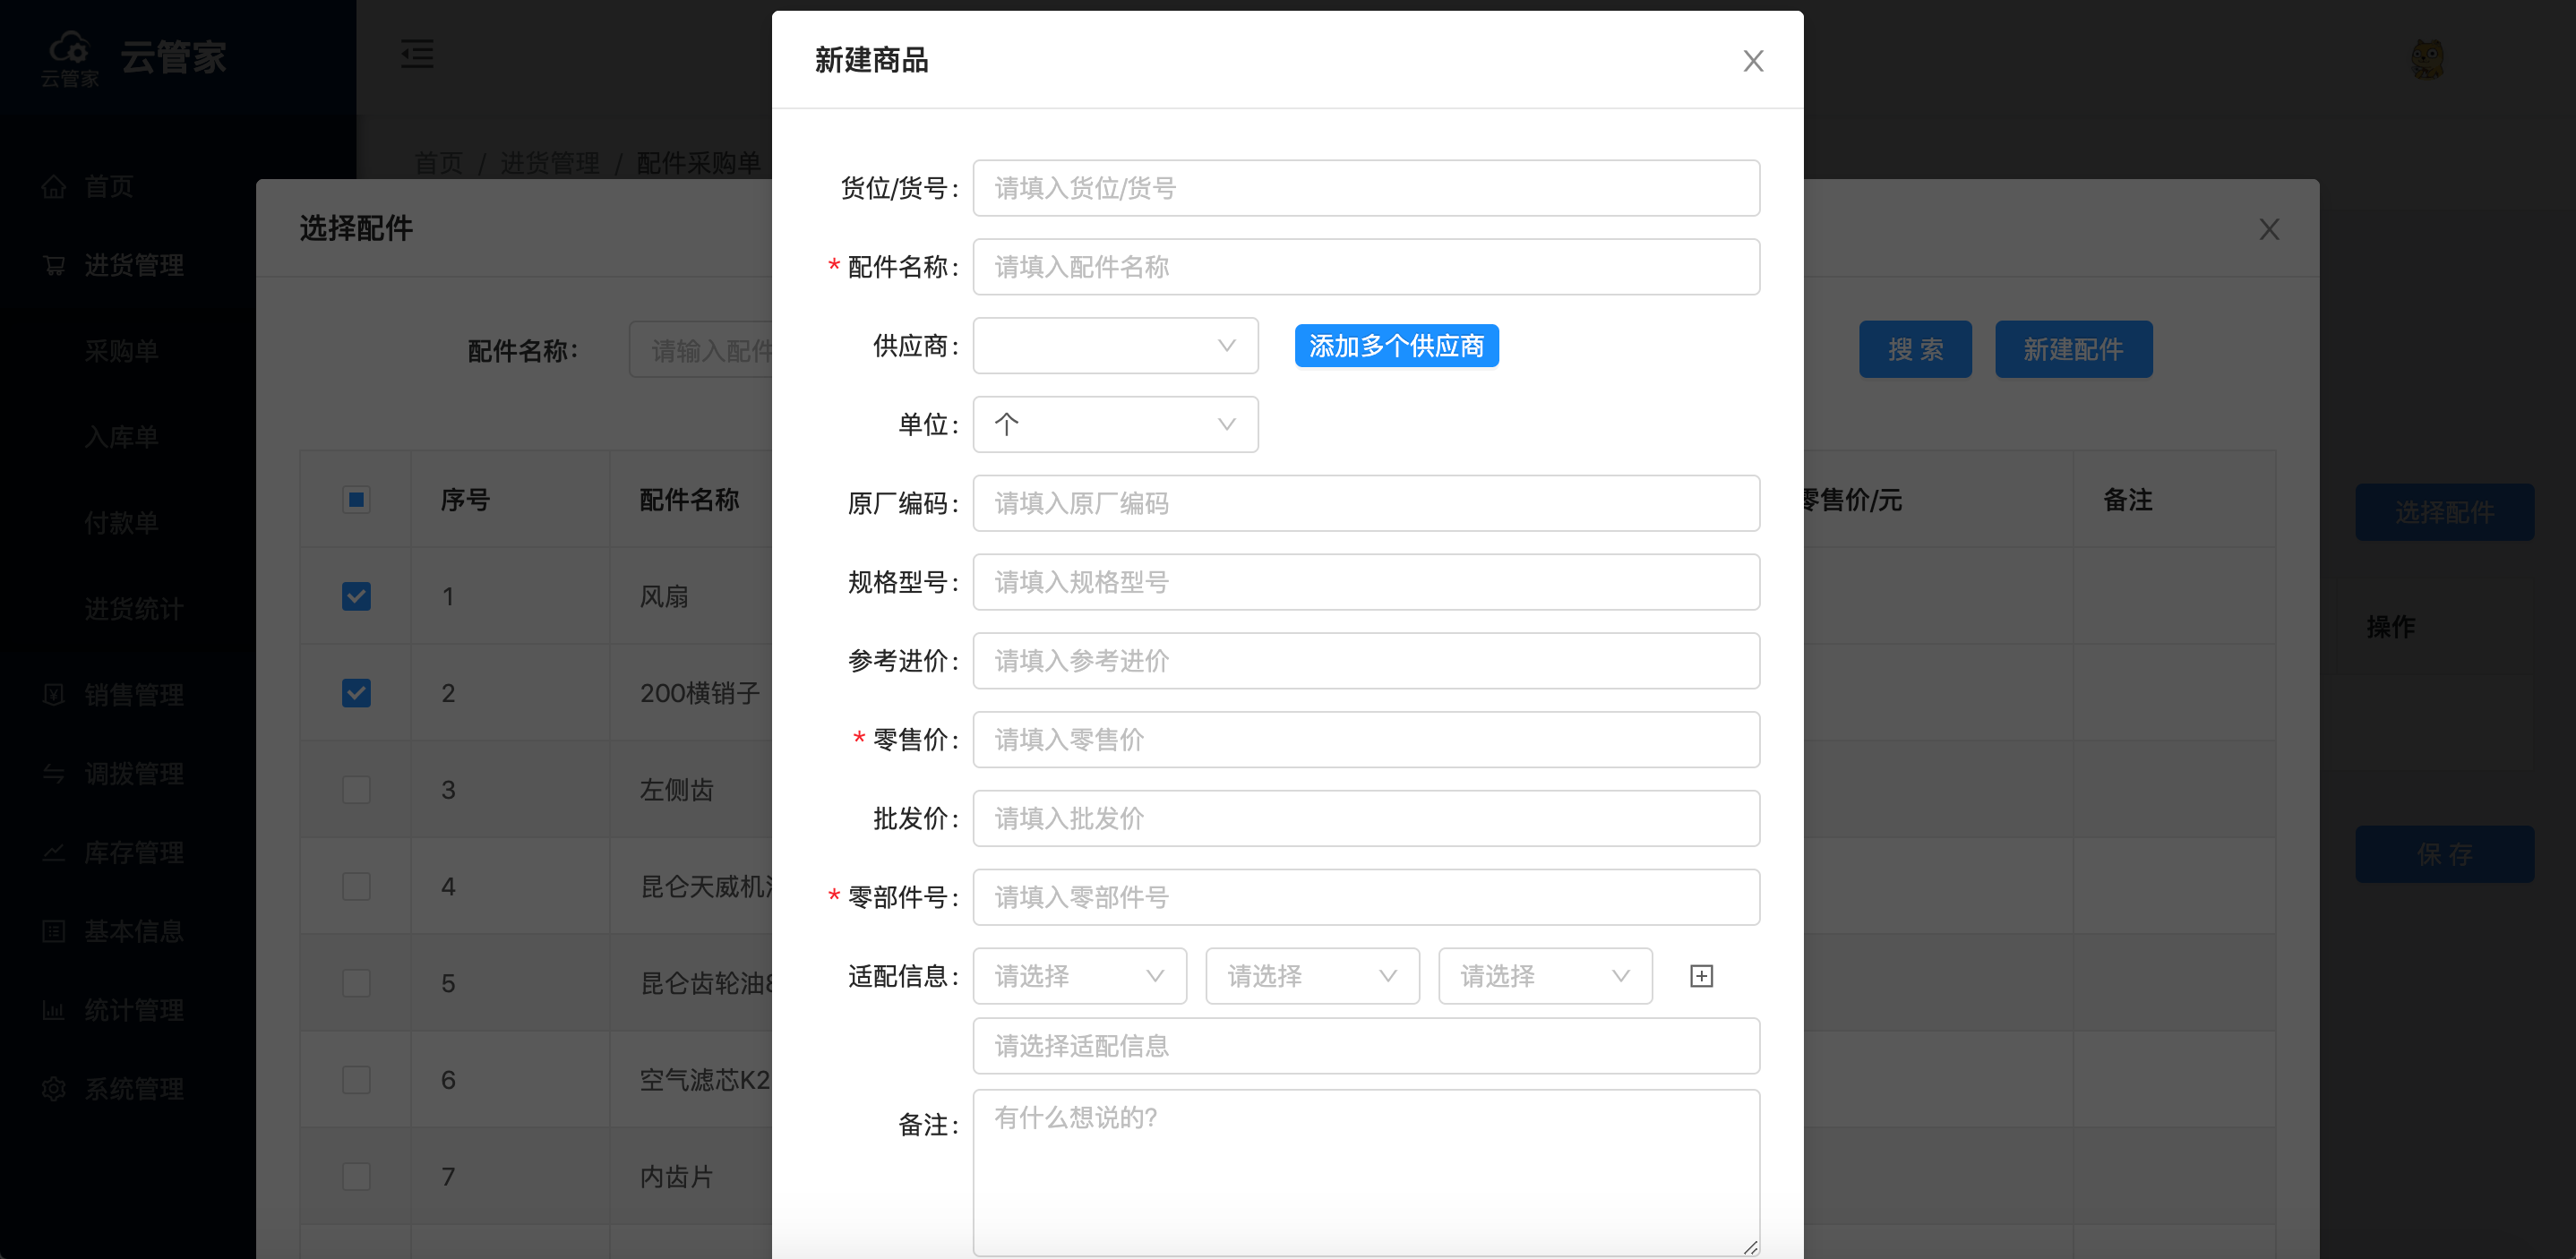 云管家
云管家
首页
进货管理
采购单
入库单
付款单
进货统计
销售管理
调拨管理
库存管理
基本信息
统计管理
系统管理
首页 / 进货管理 / 配件采购单
选择配件
配件名称：
请输入配件
搜 索
新建配件
序号
配件名称
零售价/元
备注
1
风扇
2
200横销子
3
左侧齿
4
昆仑天威机
5
昆仑齿轮油
6
空气滤芯K2
7
内齿片
选择配件
操作
保 存
新建商品
货位/货号：
请填入货位/货号
* 配件名称：
请填入配件名称
供应商：
添加多个供应商
单位：
个
原厂编码：
请填入原厂编码
规格型号：
请填入规格型号
参考进价：
请填入参考进价
* 零售价：
请填入零售价
批发价：
请填入批发价
* 零部件号：
请填入零部件号
适配信息：
请选择
请选择
请选择
请选择适配信息
备注：
有什么想说的?